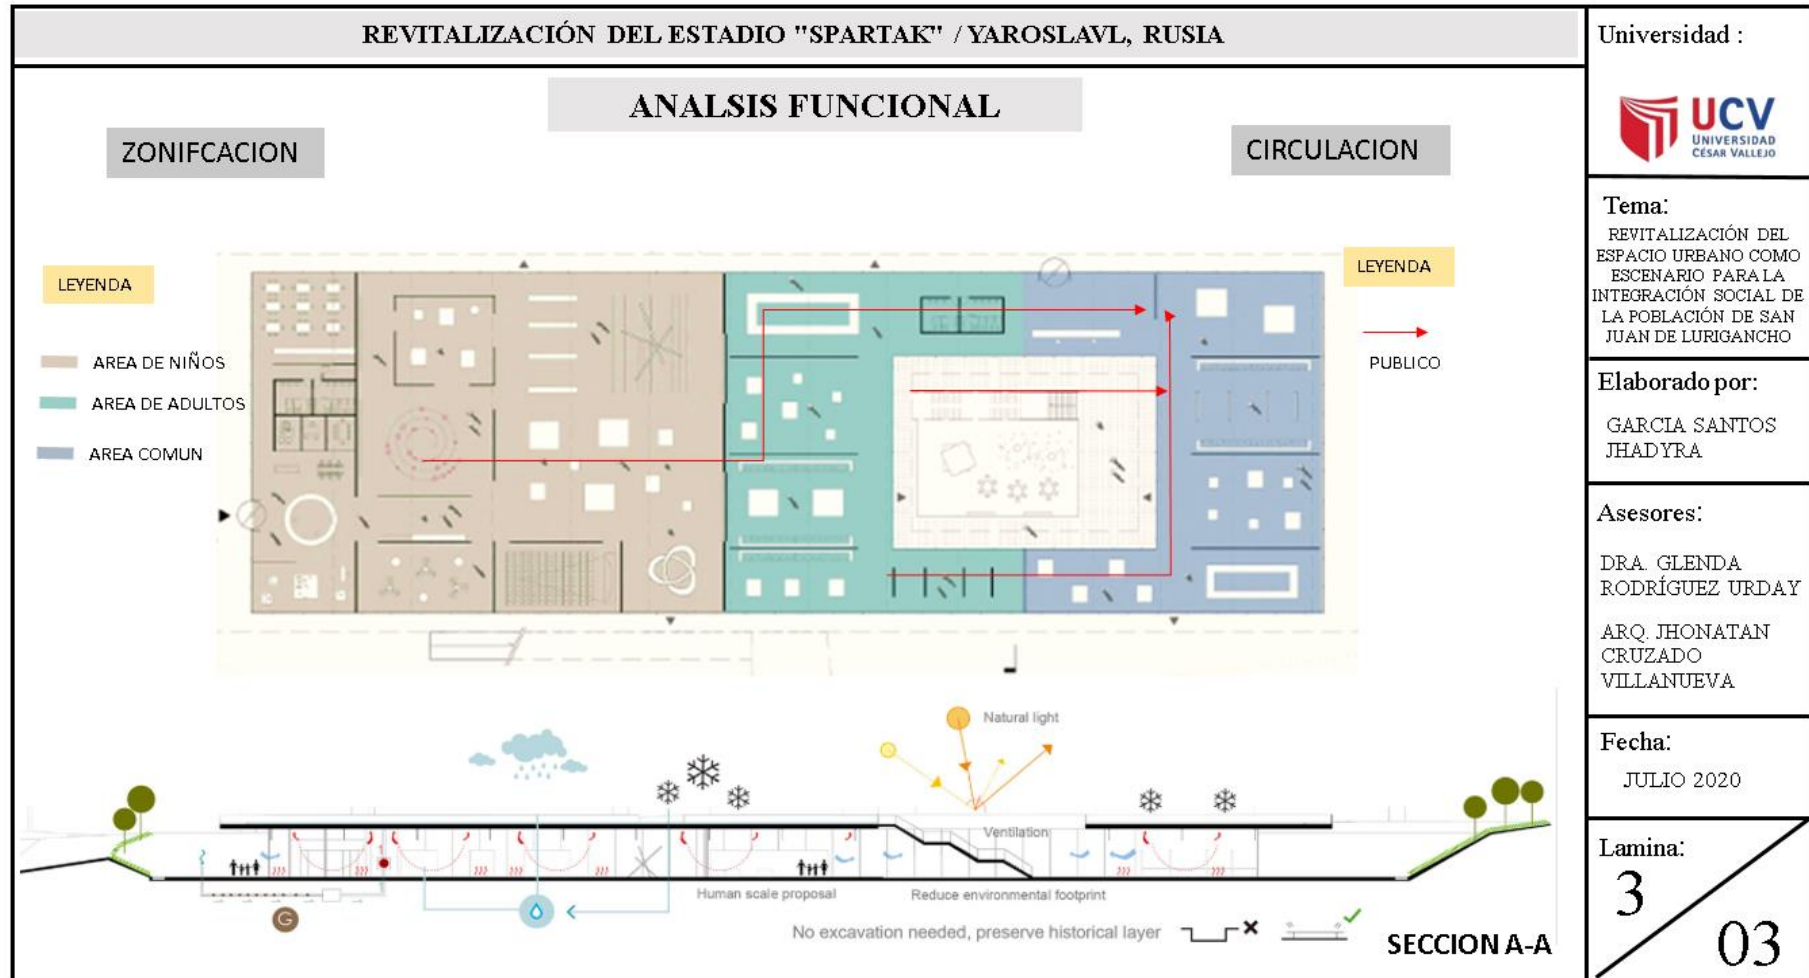 REVITALIZACIÓN DEL ESTADIO "SPARTAK" / YAROSLAVL, RUSIA
ANALSIS FUNCIONAL
ZONIFCACION
CIRCULACION
LEYENDA
AREA DE NIÑOS
AREA DE ADULTOS
AREA COMUN
LEYENDA
PUBLICO
Natural light
Ventilation
Human scale proposal
Reduce environmental footprint
G
No excavation needed, preserve historical layer
SECCION A-A
Universidad :
UCV
UNIVERSIDAD
CÉSAR VALLEJO
Tema:
REVITALIZACIÓN DEL
ESPACIO URBANO COMO
ESCENARIO PARA LA
INTEGRACIÓN SOCIAL DE
LA POBLACIÓN DE SAN
JUAN DE LURIGANCHO
Elaborado por:
GARCIA SANTOS
JHADYRA
Asesores:
DRA. GLENDA
RODRÍGUEZ URDAY
ARQ. JHONATAN
CRUZADO
VILLANUEVA
Fecha:
JULIO 2020
Lamina:
3
03